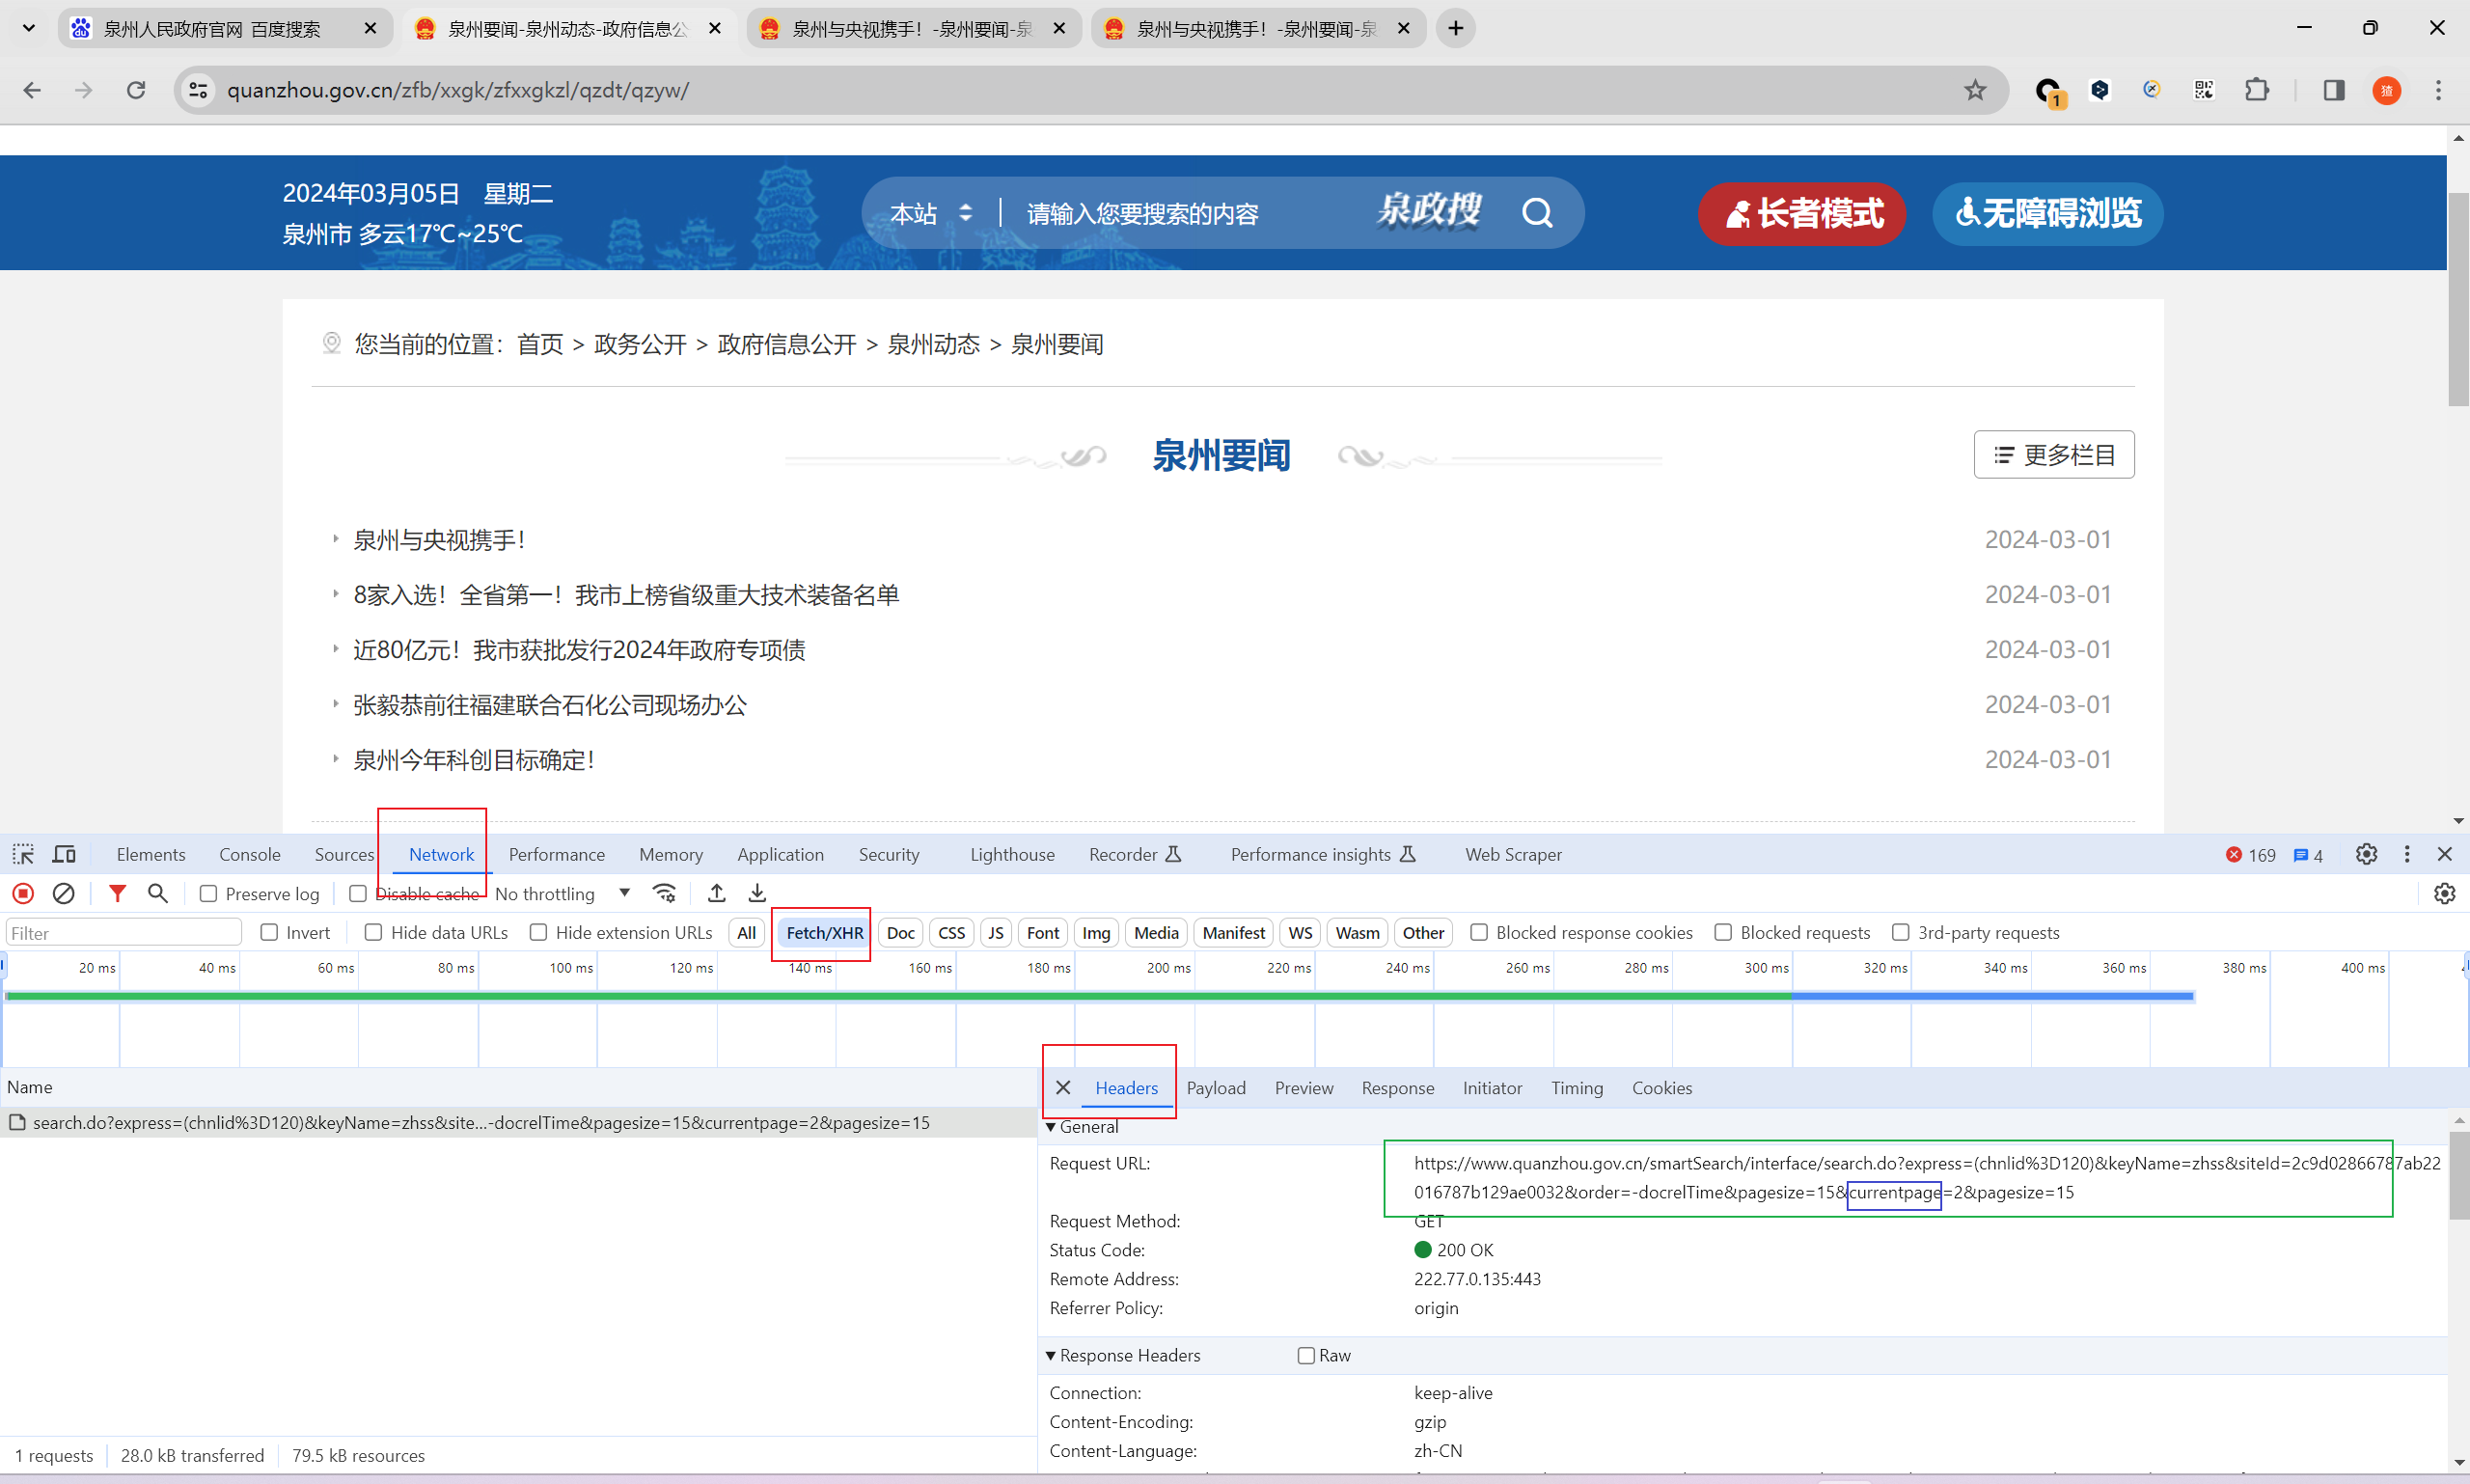 泉州人民政府官网_百度搜索
泉州要闻-泉州动态-政府信息公
泉州与央视携手！-泉州要闻-泉
泉州与央视携手！-泉州要闻-泉
quanzhou.gov.cn/zfb/xxgk/zfxxgkzl/qzdt/qzyw/
1
2024年03月05日 星期二
泉州市 多云17℃~25℃
本站
请输入您要搜索的内容
泉政搜
长者模式
无障碍浏览
您当前的位置：首页 > 政务公开 > 政府信息公开 > 泉州动态 > 泉州要闻
泉州要闻
更多栏目
泉州与央视携手！ 2024-03-01
8家入选！全省第一！我市上榜省级重大技术装备名单 2024-03-01
近80亿元！我市获批发行2024年政府专项债 2024-03-01
张毅恭前往福建联合石化公司现场办公 2024-03-01
泉州今年科创目标确定！ 2024-03-01
Elements Console Sources Network Performance Memory Application Security Lighthouse Recorder Performance insights Web Scraper 169 4
Preserve log Disable cache No throttling
Filter Invert Hide data URLs Hide extension URLs All Fetch/XHR Doc CSS JS Font Img Media Manifest WS Wasm Other Blocked response cookies Blocked requests 3rd-party requests
20 ms 40 ms 60 ms 80 ms 100 ms 120 ms 140 ms 160 ms 180 ms 200 ms 220 ms 240 ms 260 ms 280 ms 300 ms 320 ms 340 ms 360 ms 380 ms 400 ms
Name
search.do?express=(chnlid%3D120)&keyName=zhss&site...-docrelTime&pagesize=15&currentpage=2&pagesize=15
Headers Payload Preview Response Initiator Timing Cookies
General
Request URL: https://www.quanzhou.gov.cn/smartSearch/interface/search.do?express=(chnlid%3D120)&keyName=zhss&siteId=2c9d02866787ab22
016787b129ae0032&order=-docrelTime&pagesize=15&currentpage=2&pagesize=15
Request Method: GET
Status Code: 200 OK
Remote Address: 222.77.0.135:443
Referrer Policy: origin
Response Headers Raw
Connection: keep-alive
Content-Encoding: gzip
Content-Language: zh-CN
1 requests 28.0 kB transferred 79.5 kB resources